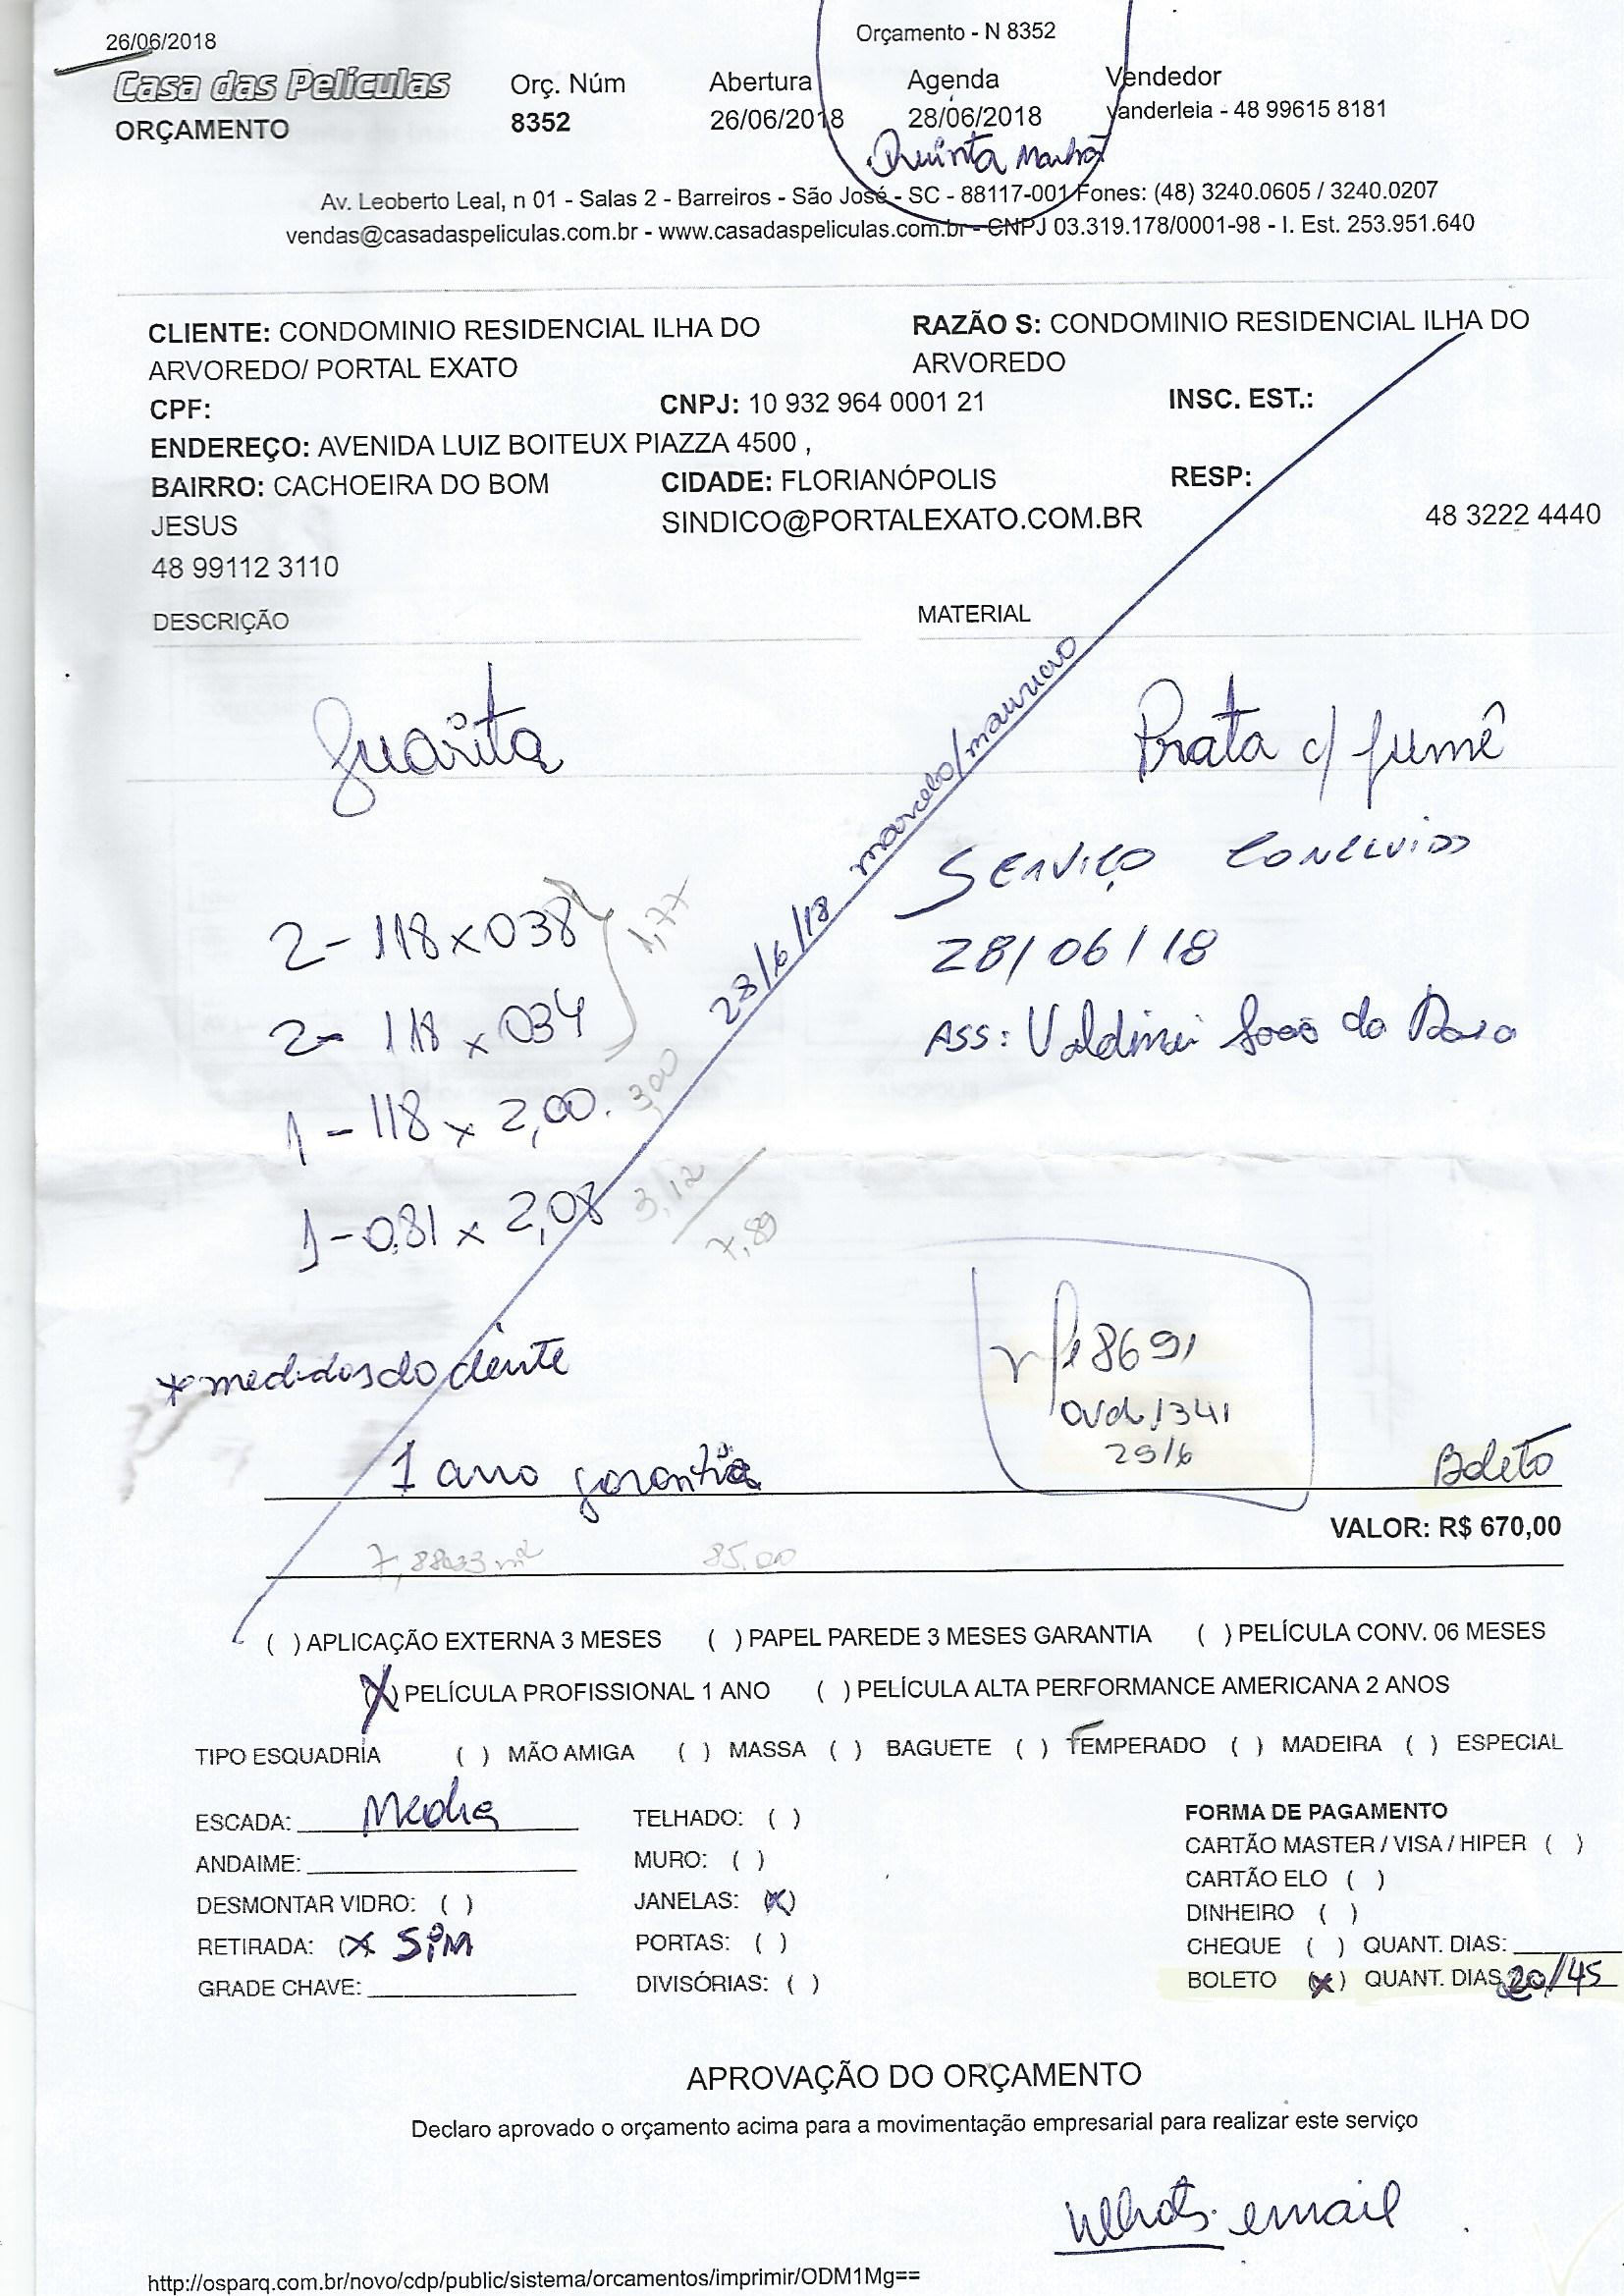 26/06/2018
Orçamento - N 8352
Casa das Películas
ORÇAMENTO
Orç. Núm
8352
Abertura
26/06/2018
Agenda
28/06/2018
Quinta Manhã
Vendedor
Vanderleia - 48 99615 8181
Av. Leoberto Leal, n 01 - Salas 2 - Barreiros - São José - SC - 88117-001 Fones: (48) 3240.0605 / 3240.0207
vendas@casadaspeliculas.com.br - www.casadaspeliculas.com.br - CNPJ 03.319.178/0001-98 - I. Est. 253.951.640
CLIENTE: CONDOMINIO RESIDENCIAL ILHA DO
ARVOREDO/ PORTAL EXATO
RAZÃO S: CONDOMINIO RESIDENCIAL ILHA DO
ARVOREDO
CPF:
CNPJ: 10 932 964 0001 21
INSC. EST.:
ENDEREÇO: AVENIDA LUIZ BOITEUX PIAZZA 4500 ,
BAIRRO: CACHOEIRA DO BOM
JESUS
CIDADE: FLORIANÓPOLIS
RESP:
SINDICO@PORTALEXATO.COM.BR
48 3222 4440
48 99112 3110
DESCRIÇÃO
MATERIAL
Guarita
Prata c/ fumê
28/6/18 marcelo/mauricio
Serviço Concluido
28/06/18
ASS: Valdinei João da Rosa
2 - 118 x 038
1,77
2 - 118 x 034
1 - 118 x 2,00. 3,00
1 - 0,81 x 2,08 3,12
7,89
* medidas do cliente
8691
1341
29/6
1 ano garantia
Boleto
VALOR: R$ 670,00
85,00
( ) APLICAÇÃO EXTERNA 3 MESES ( ) PAPEL PAREDE 3 MESES GARANTIA ( ) PELÍCULA CONV. 06 MESES
(X) PELÍCULA PROFISSIONAL 1 ANO ( ) PELÍCULA ALTA PERFORMANCE AMERICANA 2 ANOS
TIPO ESQUADRIA ( ) MÃO AMIGA ( ) MASSA ( ) BAGUETE ( ) TEMPERADO ( ) MADEIRA ( ) ESPECIAL
ESCADA: Media
ANDAIME:
DESMONTAR VIDRO: ( )
RETIRADA: (X SIM
GRADE CHAVE:
TELHADO: ( )
MURO: ( )
JANELAS: (X)
PORTAS: ( )
DIVISÓRIAS: ( )
FORMA DE PAGAMENTO
CARTÃO MASTER / VISA / HIPER ( )
CARTÃO ELO ( )
DINHEIRO ( )
CHEQUE ( ) QUANT. DIAS:
BOLETO (X) QUANT. DIAS 20/45
APROVAÇÃO DO ORÇAMENTO
Declaro aprovado o orçamento acima para a movimentação empresarial para realizar este serviço
Whats. email
http://osparq.com.br/novo/cdp/public/sistema/orcamentos/imprimir/ODM1Mg==